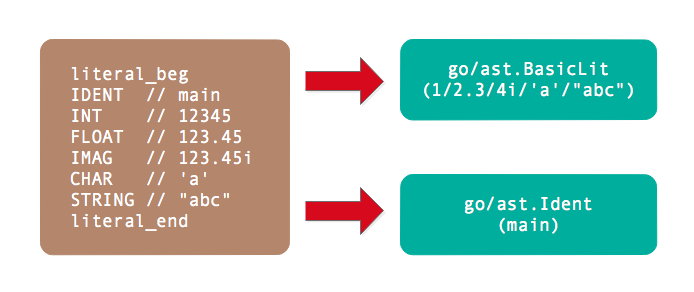 literal_beg
IDENT  // main
INT    // 12345
FLOAT  // 123.45
IMAG   // 123.45i
CHAR   // 'a'
STRING // "abc"
literal_end
go/ast.BasicLit
(1/2.3/4i/'a'/"abc")
go/ast.Ident
(main)